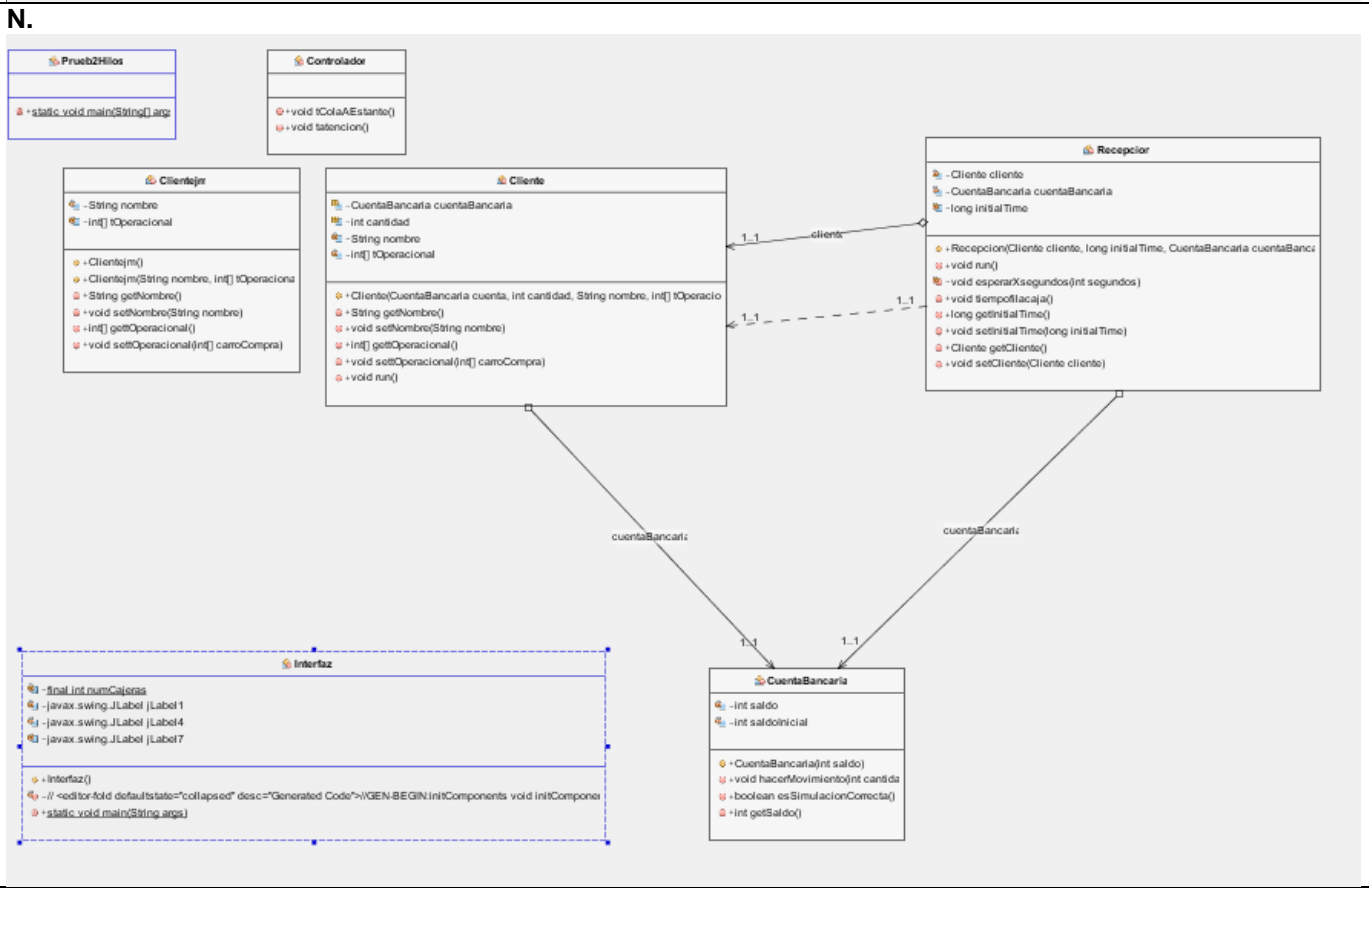 N.
Prueb2Hilos
+static void main(String[] args
Controlador
+void tColaAEstante()
+void tatencion()
Clientejm
-String nombre
-int[] tOperacional
+Clientejm()
+Clientejm(String nombre, int[] tOperaciona
+String getNombre()
+void setNombre(String nombre)
+int[] gettOperacional()
+void settOperacional(int[] carroCompra)
Cliente
-CuentaBancaria cuentaBancaria
-int cantidad
-String nombre
-int[] tOperacional
+Cliente(CuentaBancaria cuenta, int cantidad, String nombre, int[] tOperacio
+String getNombre()
+void setNombre(String nombre)
+int[] gettOperacional()
+void settOperacional(int[] carroCompra)
+void run()
1..1
cliente
1..1
1..1
Recepcior
-Cliente cliente
-CuentaBancaria cuentaBancaria
-long initialTime
+Recepcion(Cliente cliente, long initialTime, CuentaBancaria cuentaBanca
+void run()
-void esperarXsegundos(int segundos)
+void tiempofilacaja()
+long getInitialTime()
+void setInitialTime(long initialTime)
+Cliente getCliente()
+void setCliente(Cliente cliente)
cuentaBancaria
cuentaBancaria
1..1
1..1
Interfaz
-final int numCajeras
-javax.swing.JLabel jLabel1
-javax.swing.JLabel jLabel4
-javax.swing.JLabel jLabel7
+Interfaz()
-// <editor-fold defaultstate="collapsed" desc="Generated Code">//GEN-BEGIN:initComponents void initComponer
+static void main(String args)
CuentaBancaria
-int saldo
-int saldoInicial
+CuentaBancaria(int saldo)
+void hacerMovimiento(int cantida
+boolean esSimulacionCorrecta()
+int getSaldo()